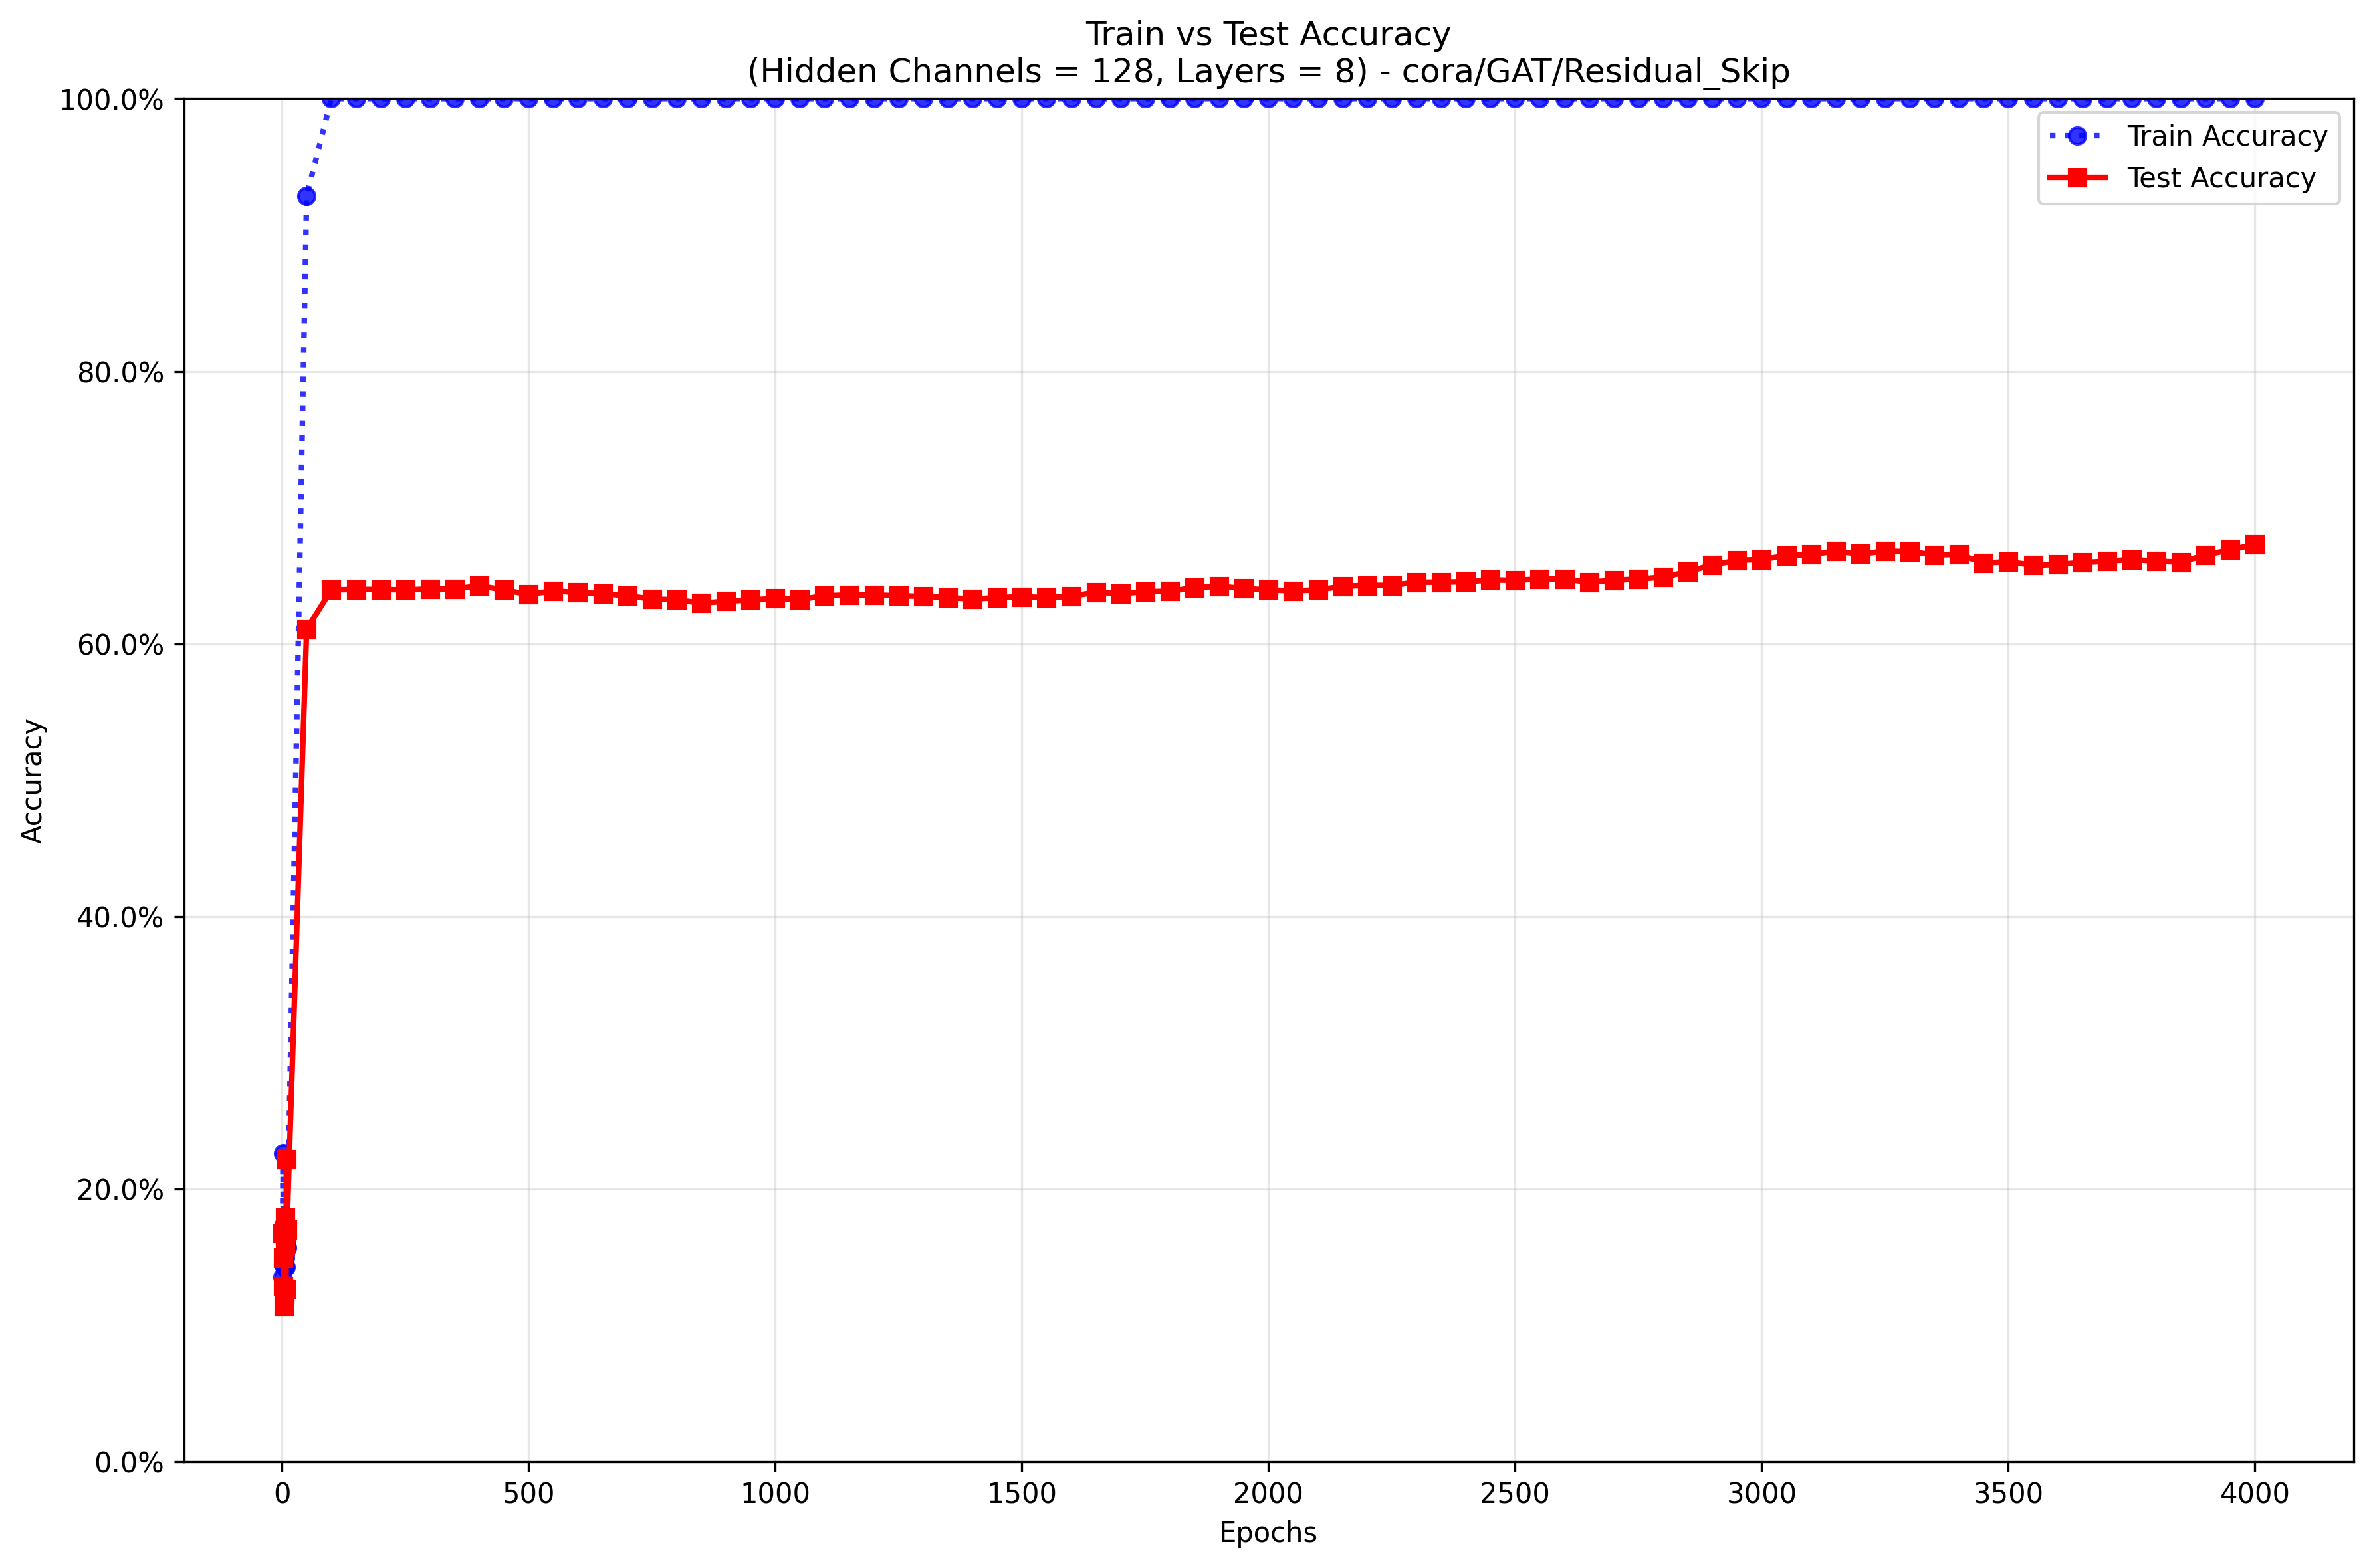 Train vs Test Accuracy
(Hidden Channels = 128, Layers = 8) - cora/GAT/Residual_Skip
100.0%
80.0%
60.0%
40.0%
20.0%
0.0%
Accuracy
Train Accuracy
Test Accuracy
0 500 1000 1500 2000 2500 3000 3500 4000
Epochs